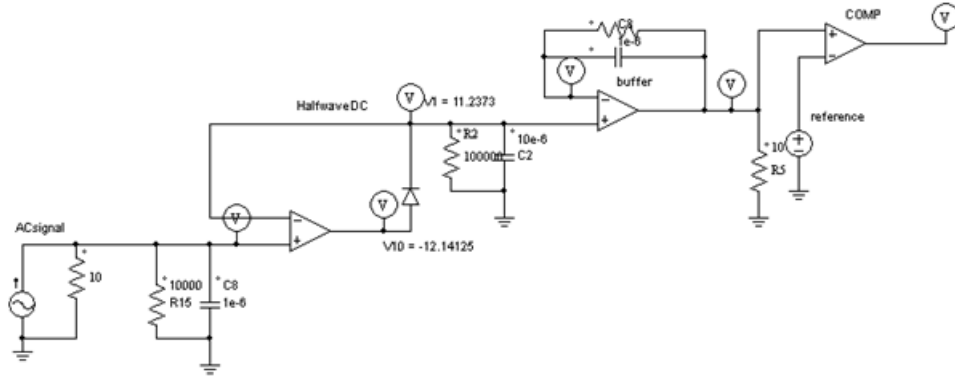 COMP
V
C8
1e-6
V
buffer
V
reference
HalfwaveDC
V
V1 = 11.2373
R2
100000
10e-6
C2
10
R5
V
V
ACsignal
V10 = -12.14125
10
10000
R15
C8
1e-6